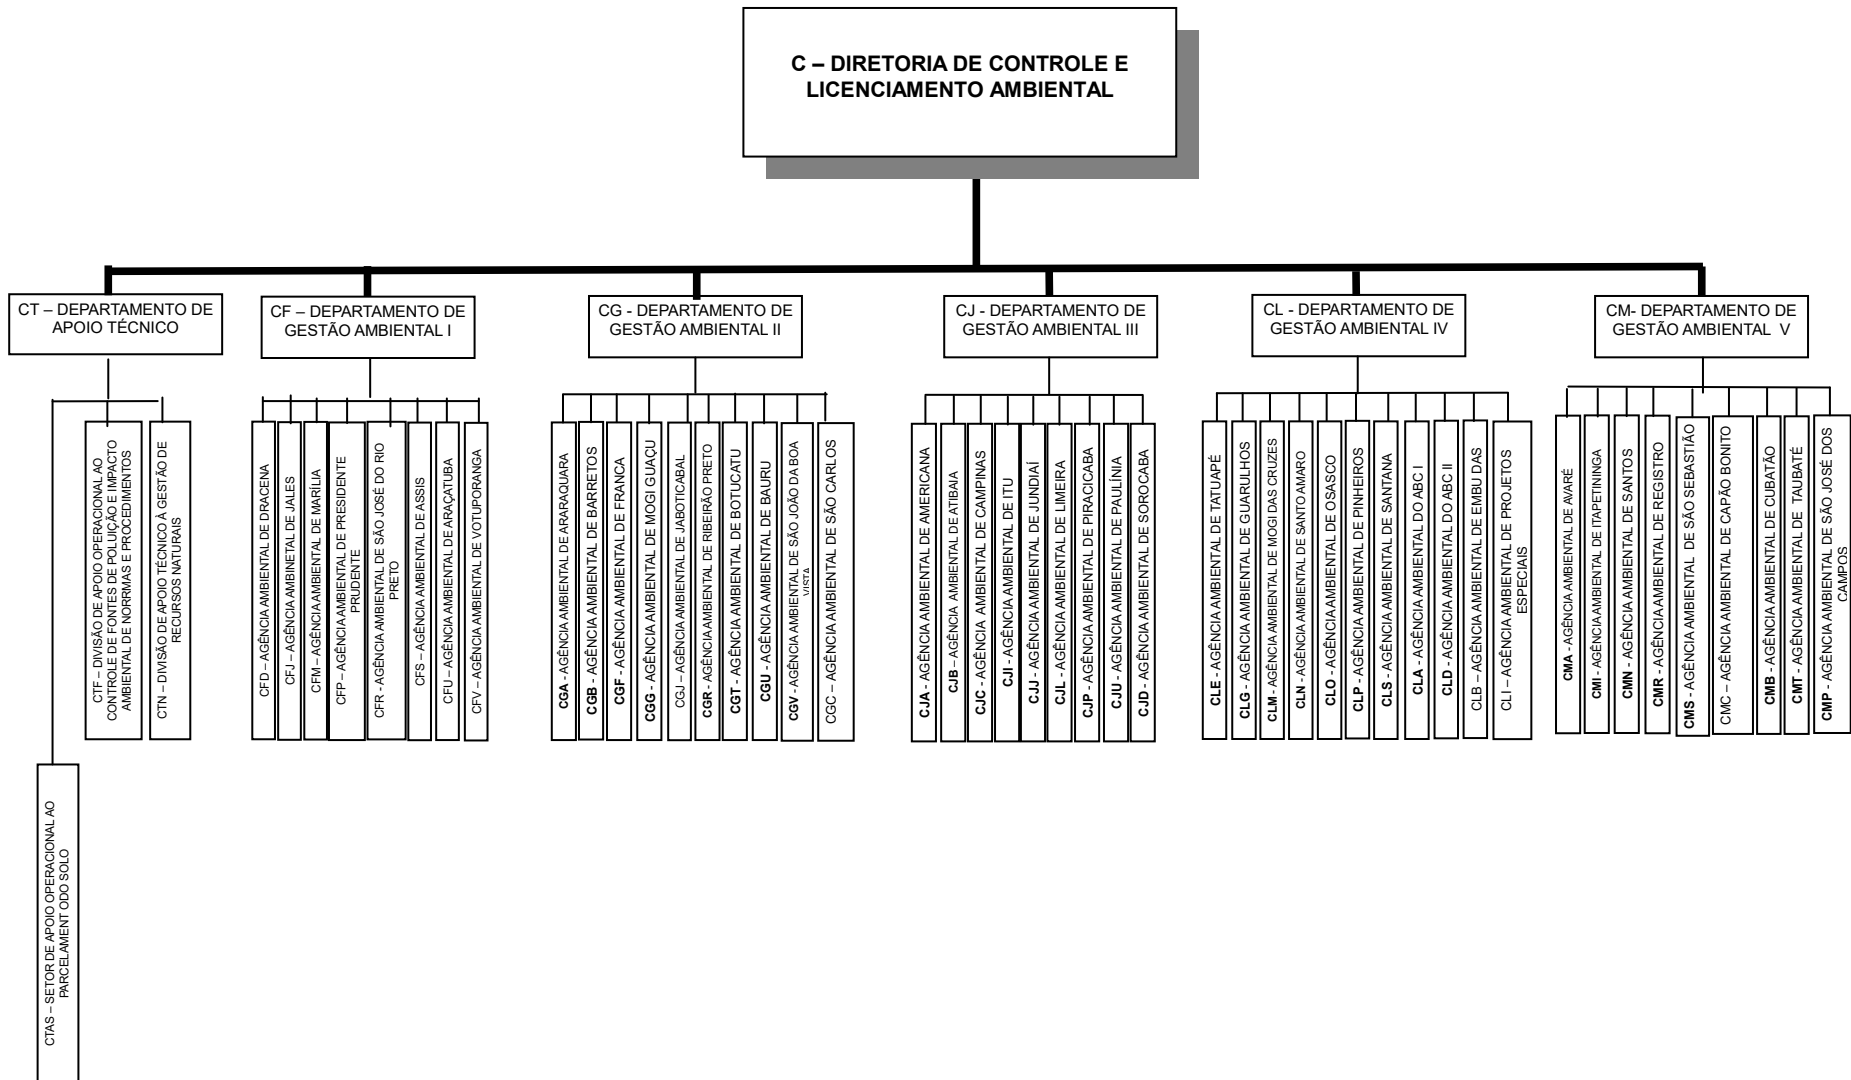 C – DIRETORIA DE CONTROLE E
LICENCIAMENTO AMBIENTAL
CT – DEPARTAMENTO DE
APOIO TÉCNICO
CF – DEPARTAMENTO DE
GESTÃO AMBIENTAL I
CG - DEPARTAMENTO DE
GESTÃO AMBIENTAL II
CJ - DEPARTAMENTO DE
GESTÃO AMBIENTAL III
CL - DEPARTAMENTO DE
GESTÃO AMBIENTAL IV
CM- DEPARTAMENTO DE
GESTÃO AMBIENTAL V
CTAS – SETOR DE APOIO OPERACIONAL AO
PARCELAMENT ODO SOLO
CTF – DIVISÃO DE APOIO OPERACIONAL AO
CONTROLE DE FONTES DE POLUIÇÃO E IMPACTO
AMBIENTAL DE NORRMAS E PROCEDIMENTOS
CTN – DIVISÃO DE APOIO TÉCNICO À GESTÃO DE
RECURSOS NATURAIS
CFD – AGÊNCIA AMBIENTAL DE DRACENA
CFJ – AGÊNCIA AMBINETAL DE JALES
CFM – AGÊNCIA AMBIENTAL DE MARÍLIA
CFP – AGÊNCIA AMBIENTAL DE PRESIDENTE
PRUDENTE
CFR - AGÊNCIA AMBIENTAL DE SÃO JOSÉ DO RIO
PRETO
CFS – AGÊNCIA AMBIENTAL DE ASSIS
CFU – AGÊNCIA AMBIENTAL DE ARAÇATUBA
CFV – AGÊNCIA AMBIENTAL DE VOTUPORANGA
CGA - AGÊNCIA AMBIENTAL DE ARARAQUARA
CGB - AGÊNCIA AMBIENTAL DE BARRETOS
CGF - AGÊNCIA AMBIENTAL DE FRANCA
CGG - AGÊNCIA AMBIENTAL DE MOGI GUAÇU
CGJ – AGÊNCIA AMBIENTAL DE JABOTICABAL
CGR - AGÊNCIA AMBIENTAL DE RIBEIRÃO PRETO
CGT - AGÊNCIA AMBIENTAL DE BOTUCATU
CGU - AGÊNCIA AMBIENTAL DE BAURU
CGV - AGÊNCIA AMBIENTAL DE SÃO JOÃO DA BOA
VISTA
CGC – AGÊNCIA AMBIENTAL DE SÃO CARLOS
CJA - AGÊNCIA AMBIENTAL DE AMERICANA
CJB – AGÊNCIA AMBIENTAL DE ATIBAIA
CJC - AGÊNCIA AMBIENTAL DE CAMPINAS
CJI - AGÊNCIA AMBIENTAL DE ITU
CJJ - AGÊNCIA AMBIENTAL DE JUNDIAÍ
CJL - AGÊNCIA AMBIENTAL DE LIMEIRA
CJP - AGÊNCIA AMBIENTAL DE PIRACICABA
CJU - AGÊNCIA AMBIENTAL DE PAULÍNIA
CJD - AGÊNCIA AMBIENTAL DE SOROCABA
CLE - AGÊNCIA AMBIENTAL DE TATUAPÉ
CLG - AGÊNCIA AMBIENTAL DE GUARULHOS
CLM - AGÊNCIA AMBIENTAL DE MOGI DAS CRUZES
CLN - AGÊNCIA AMBIENTAL DE SANTO AMARO
CLO - AGÊNCIA AMBIENTAL DE OSASCO
CLP - AGÊNCIA AMBIENTAL DE PINHEIROS
CLS - AGÊNCIA AMBIENTAL DE SANTANA
CLA - AGÊNCIA AMBIENTAL DO ABC I
CLD - AGÊNCIA AMBIENTAL DO ABC II
CLB – AGÊNCIA AMBIENTAL DE EMBU DAS
CLI – AGÊNCIA AMBIENTAL DE PROJETOS
ESPECIAIS
CMA - AGÊNCIA AMBIENTAL DE AVARÉ
CMI - AGÊNCIA AMBIENTAL DE ITAPETININGA
CMN - AGÊNCIA AMBIENTAL DE SANTOS
CMR - AGÊNCIA AMBIENTAL DE REGISTRO
CMS - AGÊNCIA AMBIENTAL DE SÃO SEBASTIÃO
CMC – AGÊNCIA AMBIENTAL DE CAPÃO BONITO
CMB - AGÊNCIA AMBIENTAL DE CUBATÃO
CMT - AGÊNCIA AMBIENTAL DE TAUBATÉ
CMP - AGÊNCIA AMBIENTAL DE SÃO JOSÉ DOS
CAMPOS